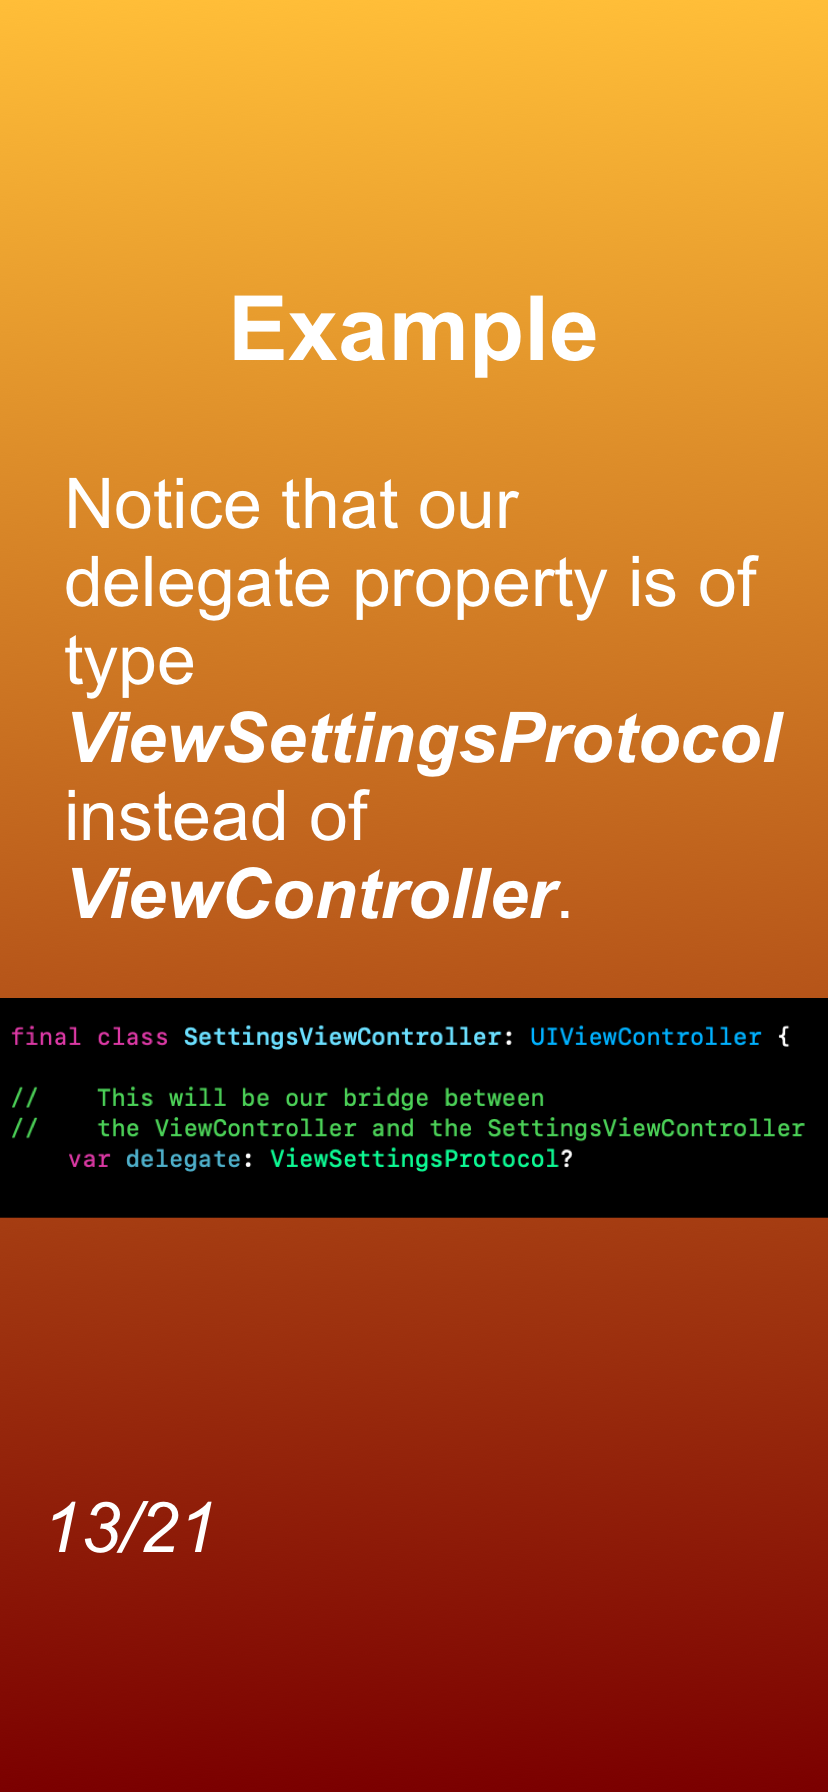 Example
Notice that our
delegate property is of
type
ViewSettingsProtocol
instead of
ViewController.
final class SettingsViewController: UIViewController {
//    This will be our bridge between
//    the ViewController and the SettingsViewController
    var delegate: ViewSettingsProtocol?
13/21